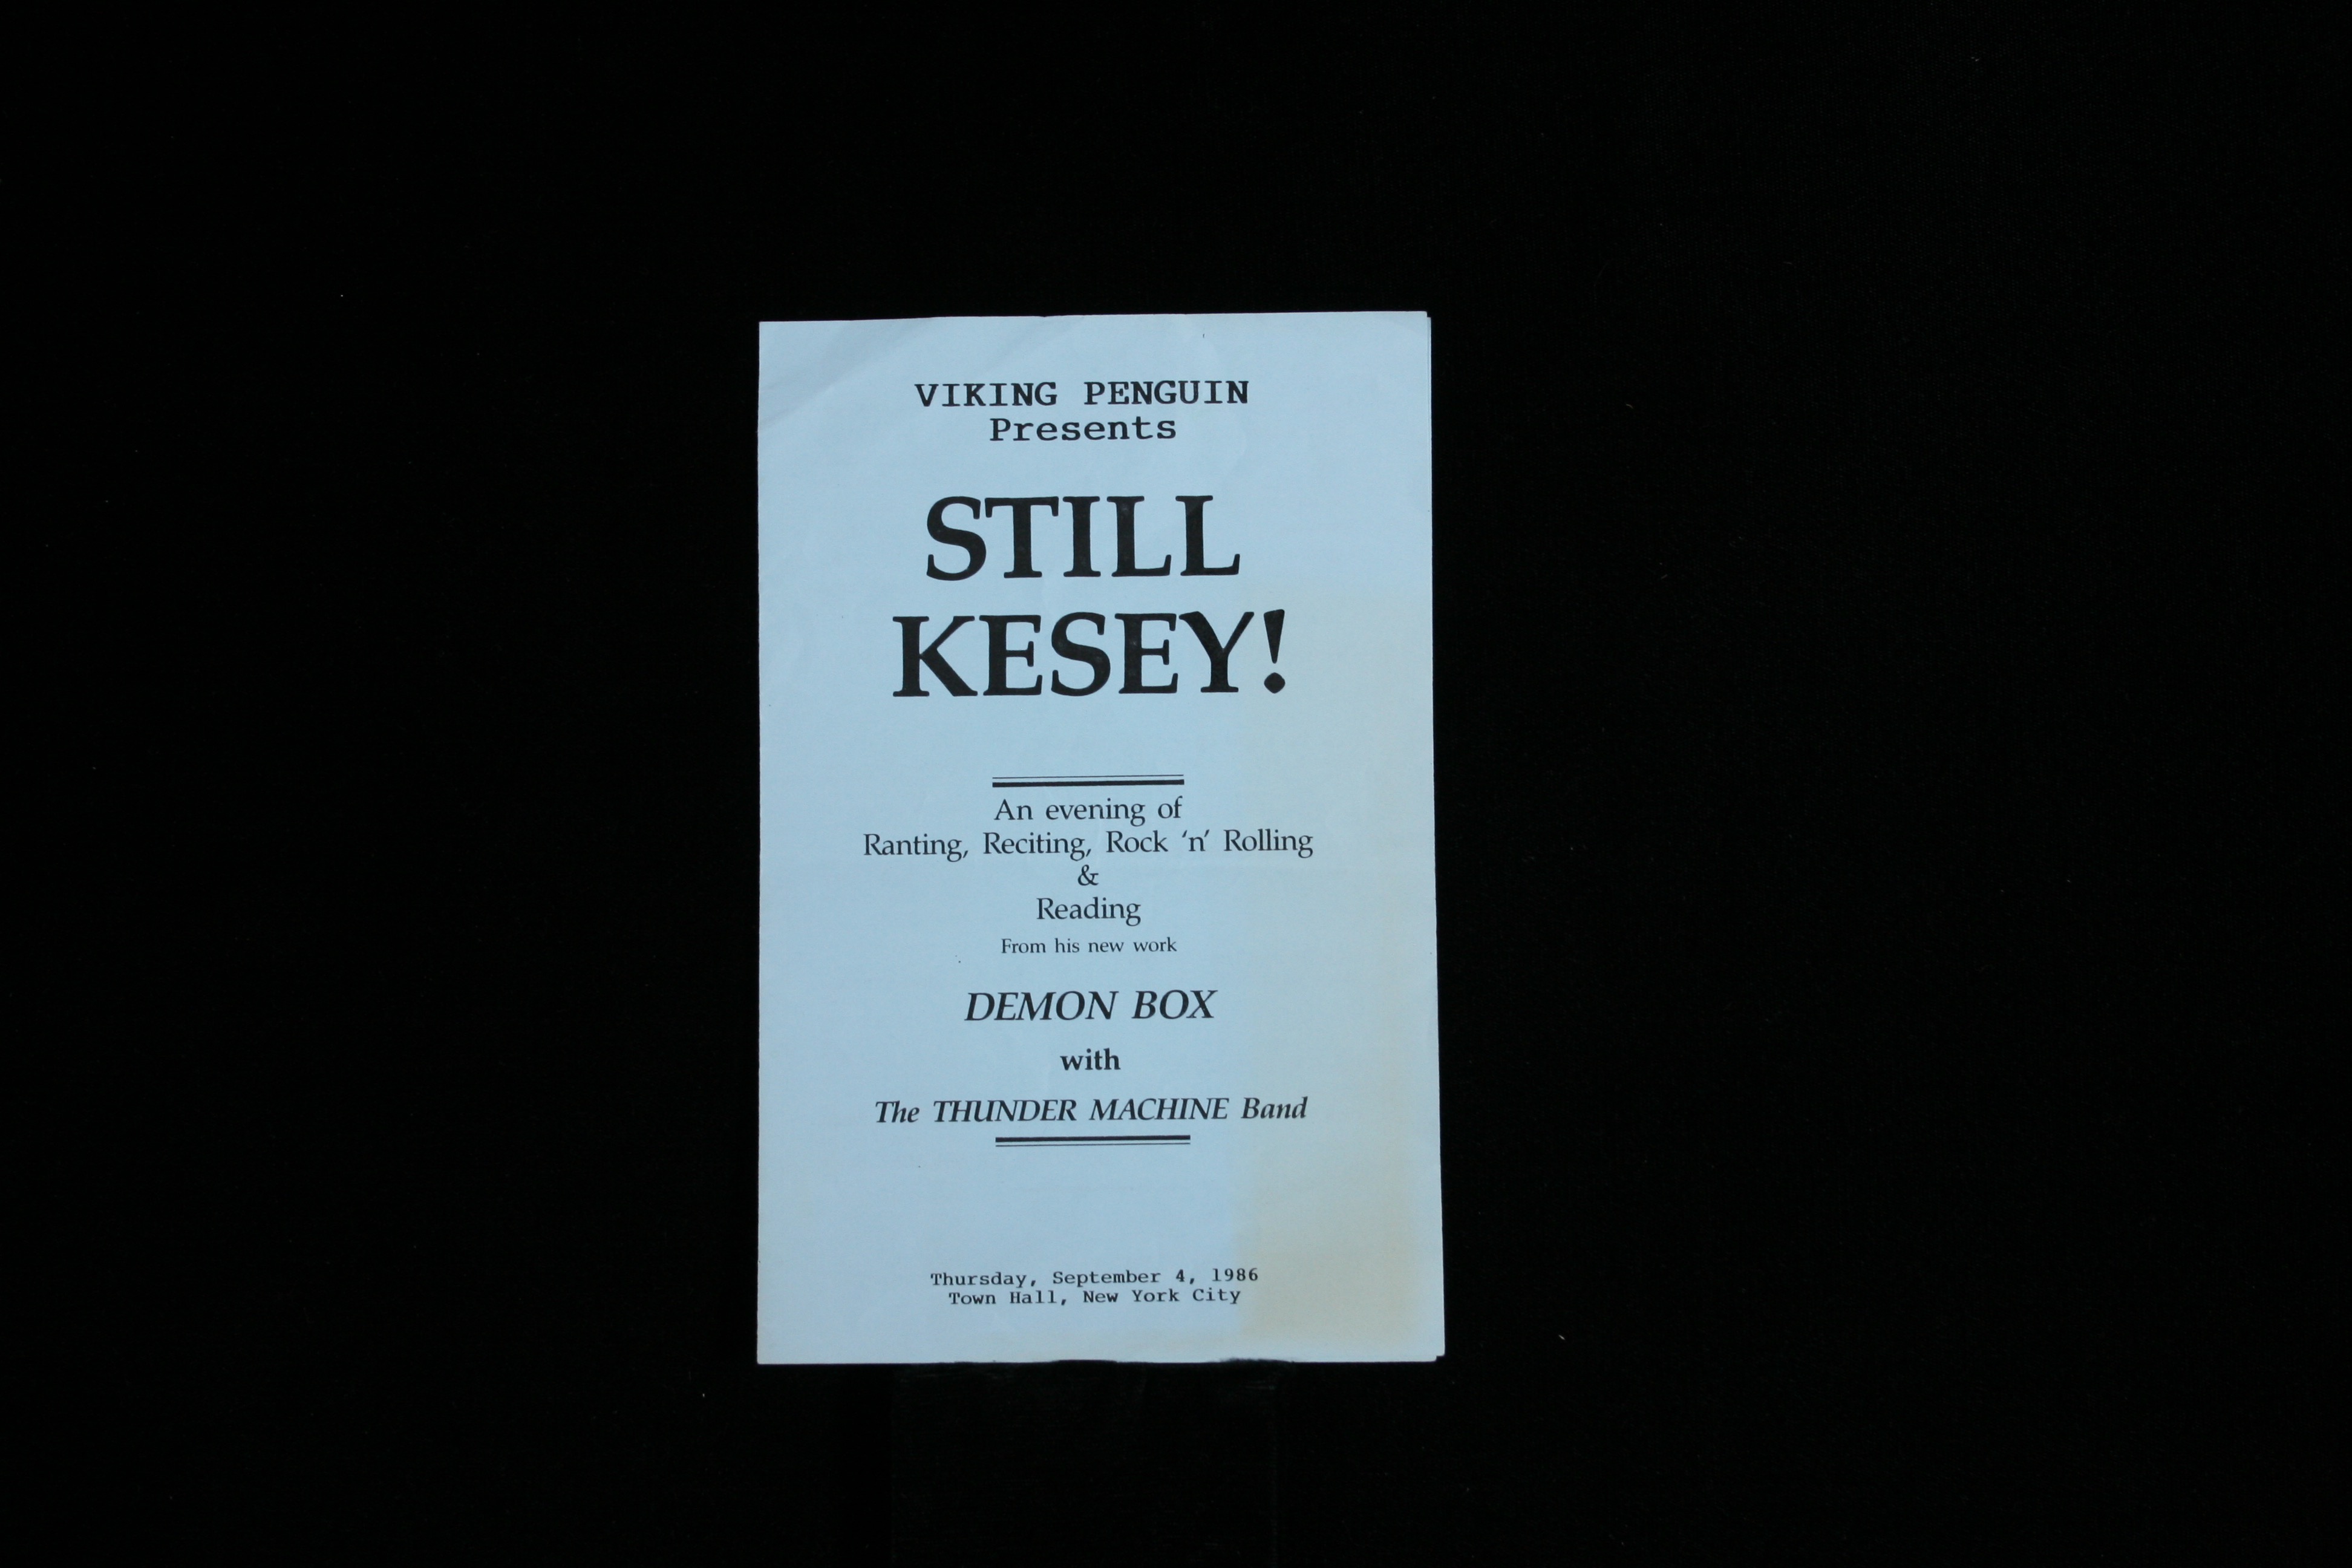 VIKING PENGUIN
Presents
STILL
KESEY!
An evening of
Ranting, Reciting, Rock 'n' Rolling
&
Reading
From his new work
DEMON BOX
with
The THUNDER MACHINE Band
Thursday, September 4, 1986
Town Hall, New York City